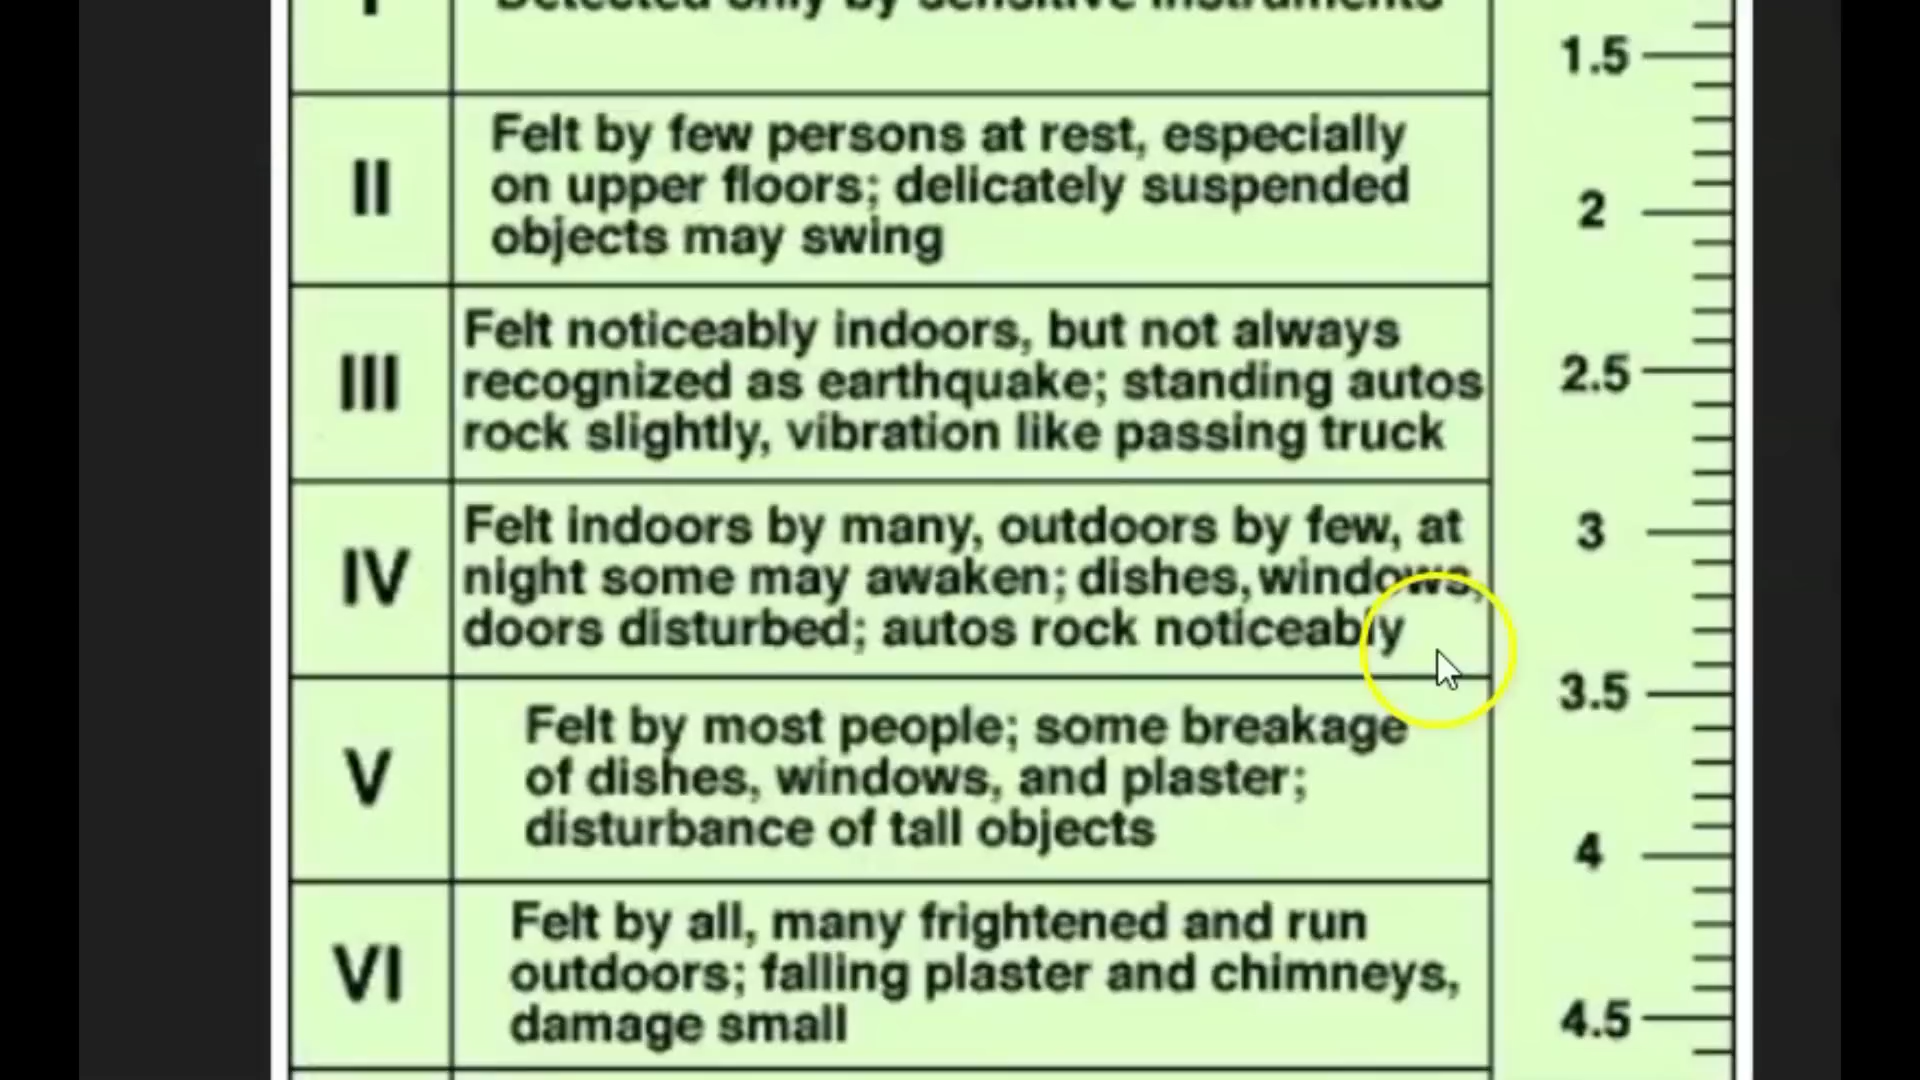 I
Detected only by sensitive instruments
1.5
II
Felt by few persons at rest, especially
on upper floors; delicately suspended
objects may swing
2
III
Felt noticeably indoors, but not always
recognized as earthquake; standing autos
rock slightly, vibration like passing truck
2.5
IV
Felt indoors by many, outdoors by few, at
night some may awaken; dishes, windows,
doors disturbed; autos rock noticeably
3
3.5
V
Felt by most people; some breakage
of dishes, windows, and plaster;
disturbance of tall objects
4
VI
Felt by all, many frightened and run
outdoors; falling plaster and chimneys,
damage small
4.5